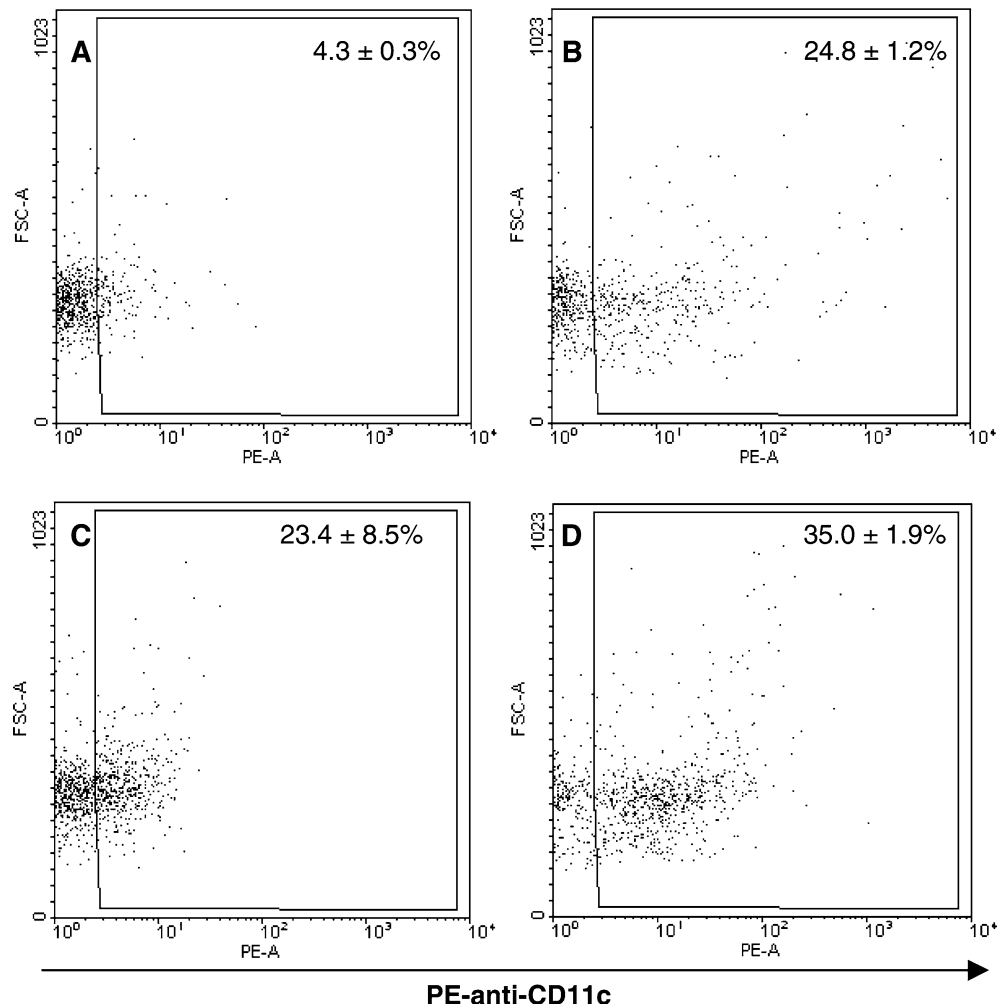 1023
A
4.3 ± 0.3%
FSC-A
0
10⁰ 10¹ 10² 10³ 10⁴
PE-A
1023
B
24.8 ± 1.2%
FSC-A
0
10⁰ 10¹ 10² 10³ 10⁴
PE-A
1023
C
23.4 ± 8.5%
FSC-A
0
10⁰ 10¹ 10² 10³ 10⁴
PE-A
1023
D
35.0 ± 1.9%
FSC-A
0
10⁰ 10¹ 10² 10³ 10⁴
PE-A
PE-anti-CD11c